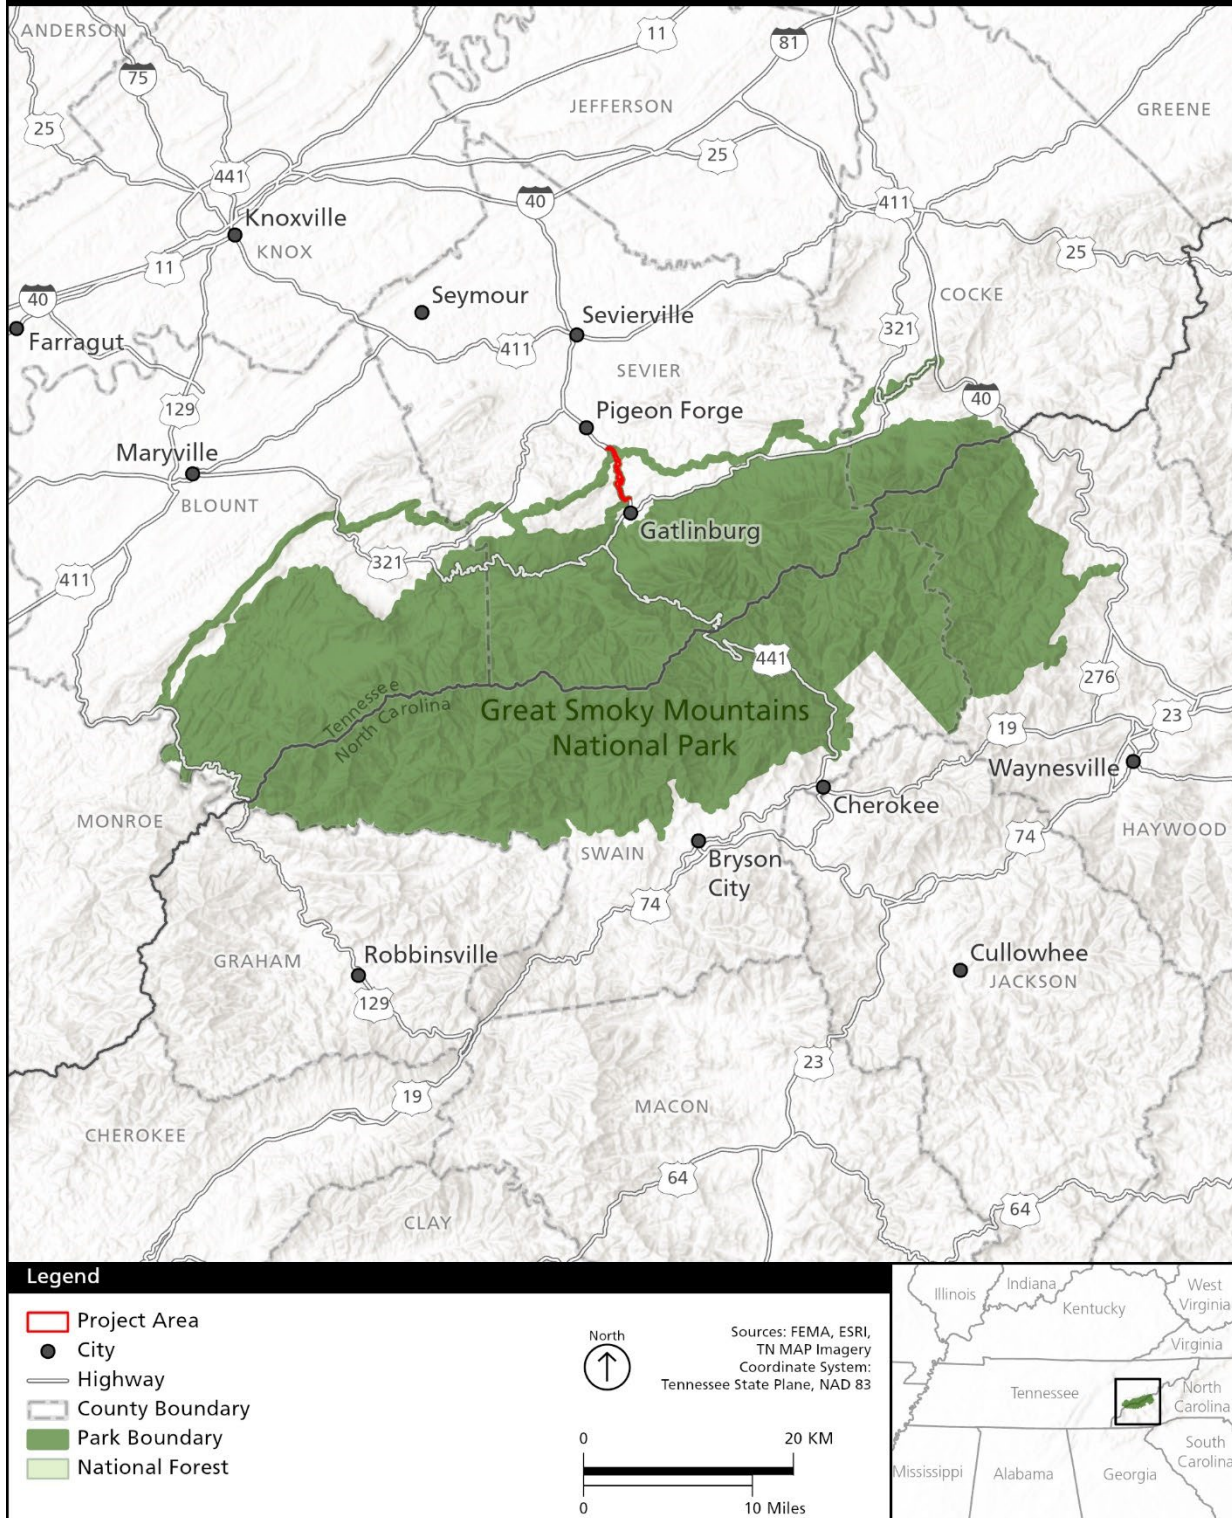 ANDERSON
11
81
75
JEFFERSON
GREENE
25
25
441
40
411
Knoxville
KNOX
11
25
40
Seymour
COCKE
Farragut
Sevierville
321
411
SEVIER
129
Pigeon Forge
40
Maryville
BLOUNT
Gatlinburg
321
411
441
276
Tennessee
North Carolina
Great Smoky Mountains
National Park
19
23
Waynesville
Cherokee
MONROE
HAYWOOD
74
SWAIN
Bryson
City
74
GRAHAM
Robbinsville
Cullowhee
JACKSON
129
23
19
MACON
CHEROKEE
64
64
CLAY
Legend
Project Area
City
Highway
County Boundary
Park Boundary
National Forest
North
Sources: FEMA, ESRI,
TN MAP Imagery
Coordinate System:
Tennessee State Plane, NAD 83
0
20 KM
0
10 Miles
Illinois
Indiana
Kentucky
West
Virginia
Virginia
Tennessee
North
Carolina
South
Carolina
Mississippi
Alabama
Georgia